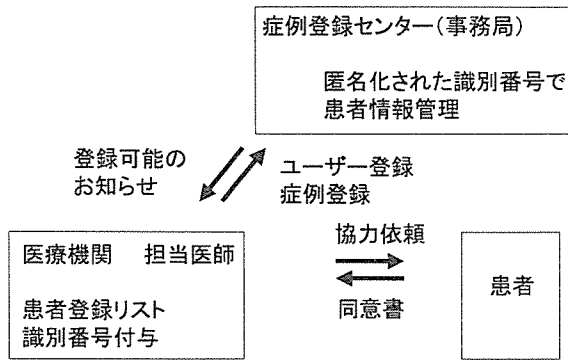 症例登録センター(事務局)
匿名化された識別番号で
患者情報管理
登録可能の
お知らせ
ユーザー登録
症例登録
医療機関 担当医師
患者登録リスト
識別番号付与
協力依頼
同意書
患者